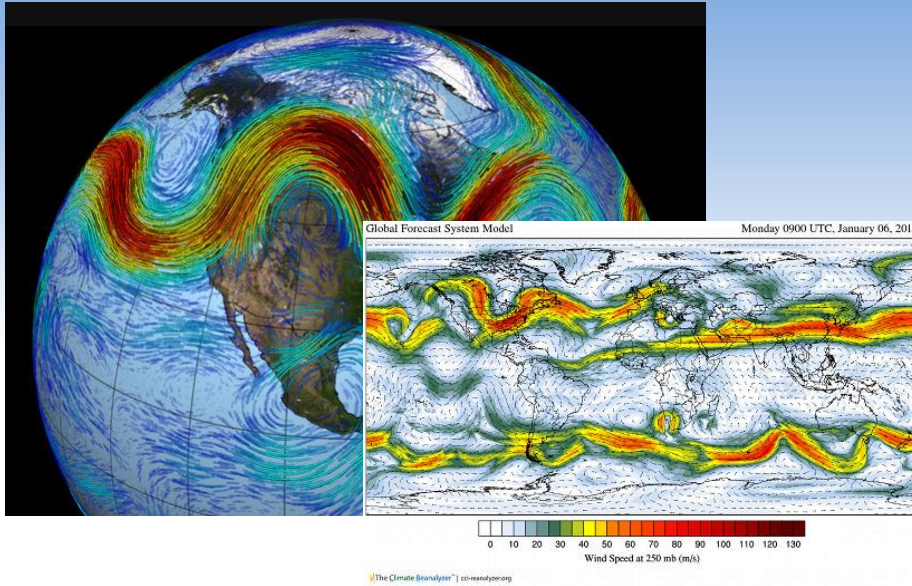 Global Forecast System Model
Monday 0900 UTC, January 06, 201
0 10 20 30 40 50 60 70 80 90 100 110 120 130
Wind Speed at 250 mb (m/s)
The Climate Reanalyzer™ | cci-reanalyzer.org